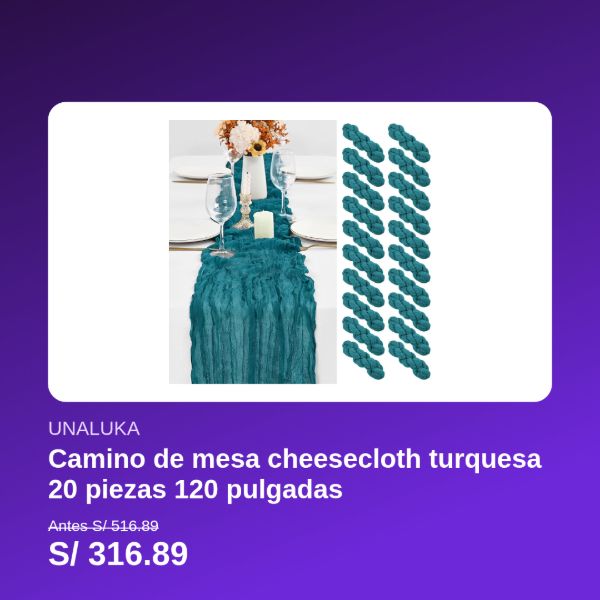 UNALUKA
Camino de mesa cheesecloth turquesa
20 piezas 120 pulgadas
Antes S/ 516.89
S/ 316.89